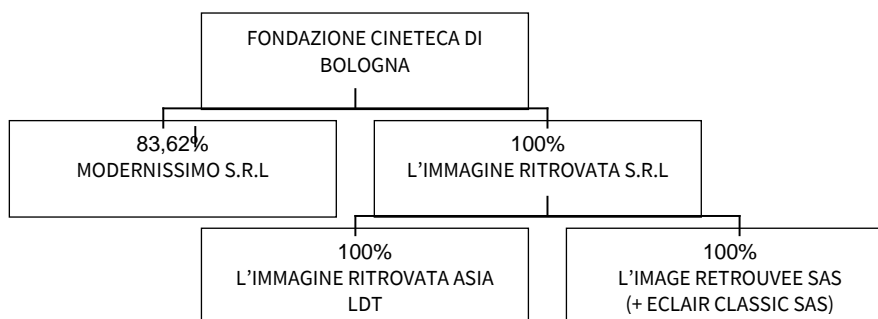 FONDAZIONE CINETECA DI
BOLOGNA
83,62%
MODERNISSIMO S.R.L
100%
L’IMMAGINE RITROVATA S.R.L
100%
L’IMMAGINE RITROVATA ASIA
LDT
100%
L’IMAGE RETROUVEE SAS
(+ ECLAIR CLASSIC SAS)